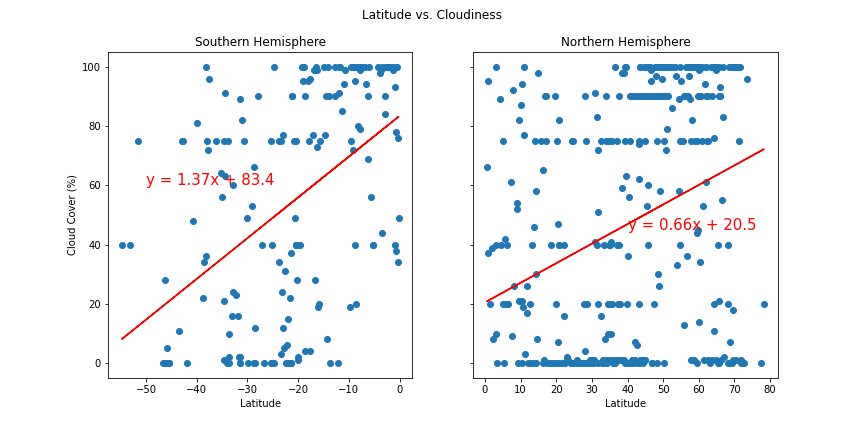 Latitude vs. Cloudiness
Southern Hemisphere
Northern Hemisphere
100
80
60
40
20
0
Cloud Cover (%)
y = 1.37x + 83.4
y = 0.66x + 20.5
−50 −40 −30 −20 −10 0
0 10 20 30 40 50 60 70 80
Latitude
Latitude